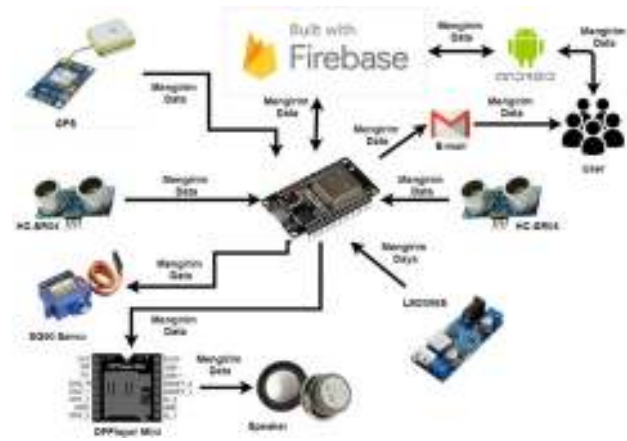 Built with
Firebase
Mengirim
Data
ANDROID
Mengirim
Data
Mengirim
Data
GPS
Mengirim
Data
Mengirim
Data
E-mail
Mengirim
Data
User
HC-SR04
Mengirim
Data
Mengirim
Data
HC-SR04
SG90 Servo
Mengirim
Data
Mengirim
Daya
Mengirim
Data
DFPlayer Mini
Mengirim
Data
Speaker